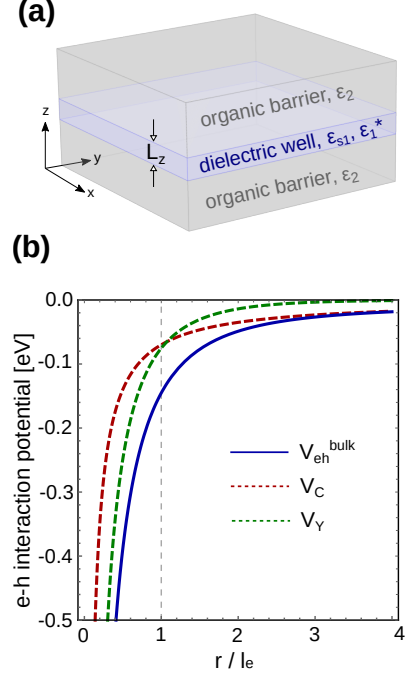 (a)
organic barrier, ε2
z
y
x
Lz
dielectric well, εs1, ε1*
organic barrier, ε2
(b)
e-h interaction potential [eV]
0.0
-0.1
-0.2
-0.3
-0.4
-0.5
Veh^bulk
VC
VY
0 1 2 3 4
r / le